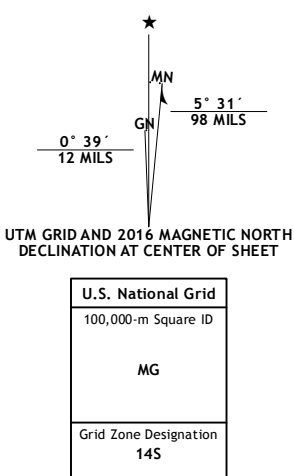 ★
MN
GN
5° 31´
98 MILS
0° 39´
12 MILS
UTM GRID AND 2016 MAGNETIC NORTH
DECLINATION AT CENTER OF SHEET
U.S. National Grid
100,000-m Square ID
MG
Grid Zone Designation
14S